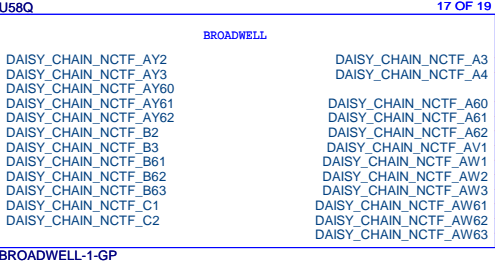 U58Q
17 OF 19
BROADWELL
DAISY_CHAIN_NCTF_AY2
DAISY_CHAIN_NCTF_AY3
DAISY_CHAIN_NCTF_AY60
DAISY_CHAIN_NCTF_AY61
DAISY_CHAIN_NCTF_AY62
DAISY_CHAIN_NCTF_B2
DAISY_CHAIN_NCTF_B3
DAISY_CHAIN_NCTF_B61
DAISY_CHAIN_NCTF_B62
DAISY_CHAIN_NCTF_B63
DAISY_CHAIN_NCTF_C1
DAISY_CHAIN_NCTF_C2
DAISY_CHAIN_NCTF_A3
DAISY_CHAIN_NCTF_A4
DAISY_CHAIN_NCTF_A60
DAISY_CHAIN_NCTF_A61
DAISY_CHAIN_NCTF_A62
DAISY_CHAIN_NCTF_AV1
DAISY_CHAIN_NCTF_AW1
DAISY_CHAIN_NCTF_AW2
DAISY_CHAIN_NCTF_AW3
DAISY_CHAIN_NCTF_AW61
DAISY_CHAIN_NCTF_AW62
DAISY_CHAIN_NCTF_AW63
BROADWELL-1-GP